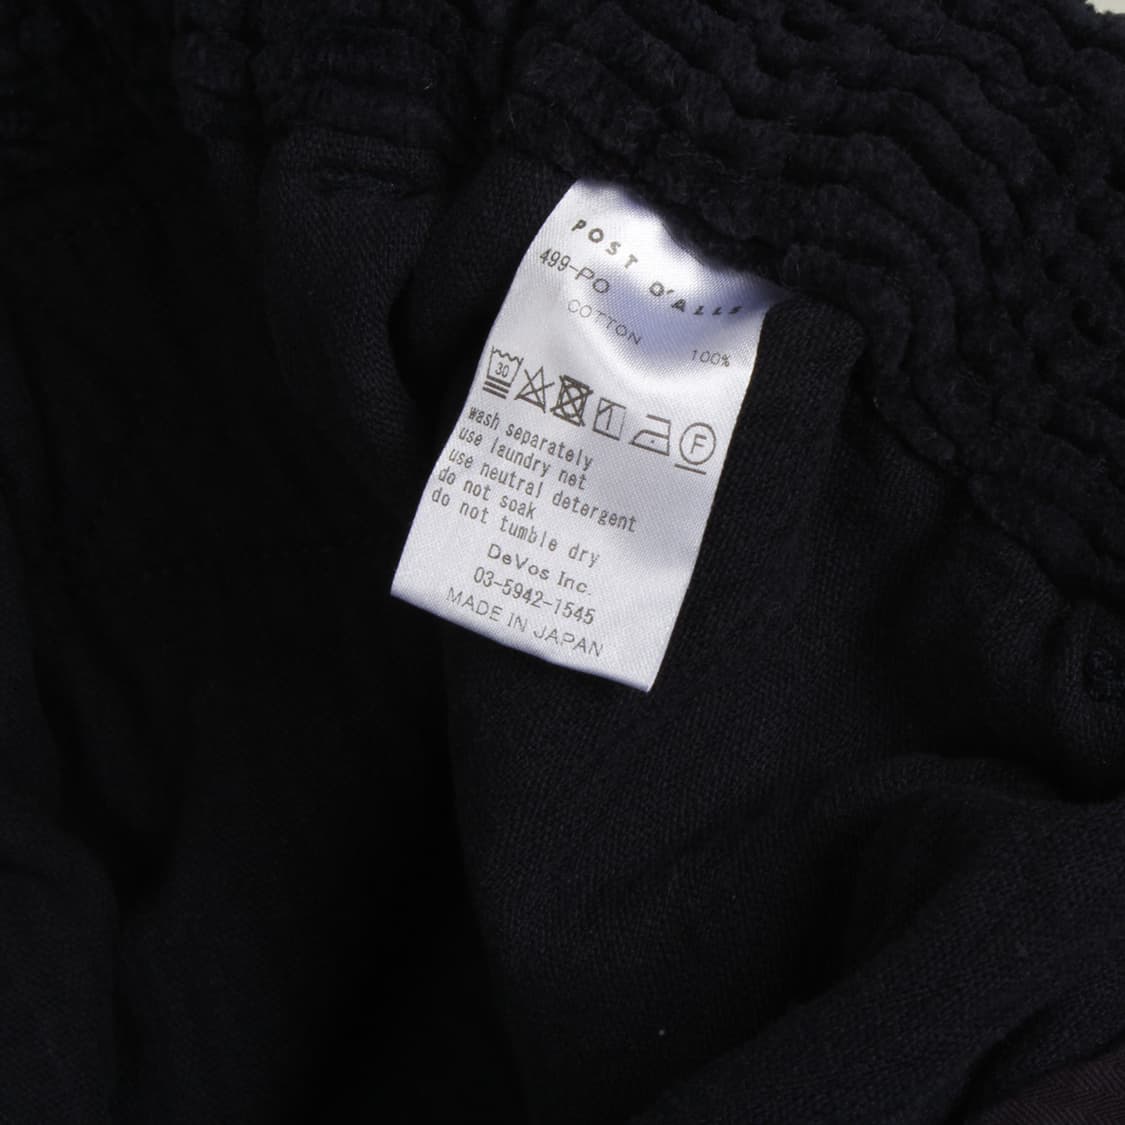 POST O'ALLS
499-PO
COTTON 100%
30
F
wash separately
use laundry net
use neutral detergent
do not soak
do not tumble dry
DeVos Inc.
03-5942-1545
MADE IN JAPAN